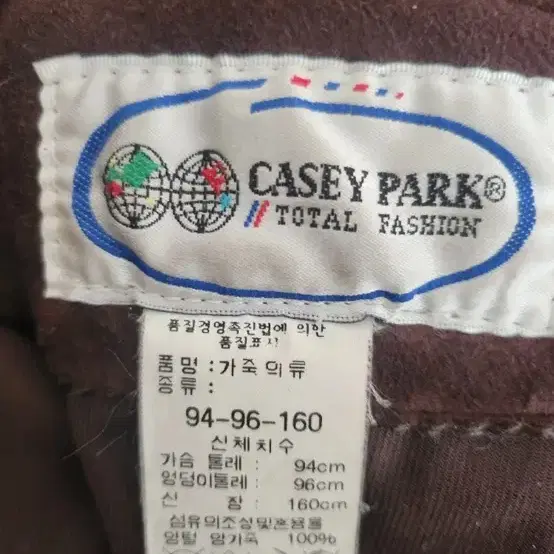 CASEY PARK®
TOTAL FASHION
품질경영촉진법에 의한
품질표시
품명 : 가죽의류
종류 :
94-96-160
신체치수
가슴 둘레 : 94cm
엉덩이둘레 : 96cm
신 장 : 160cm
섬유의조성및혼용률
양털 암가죽 100%